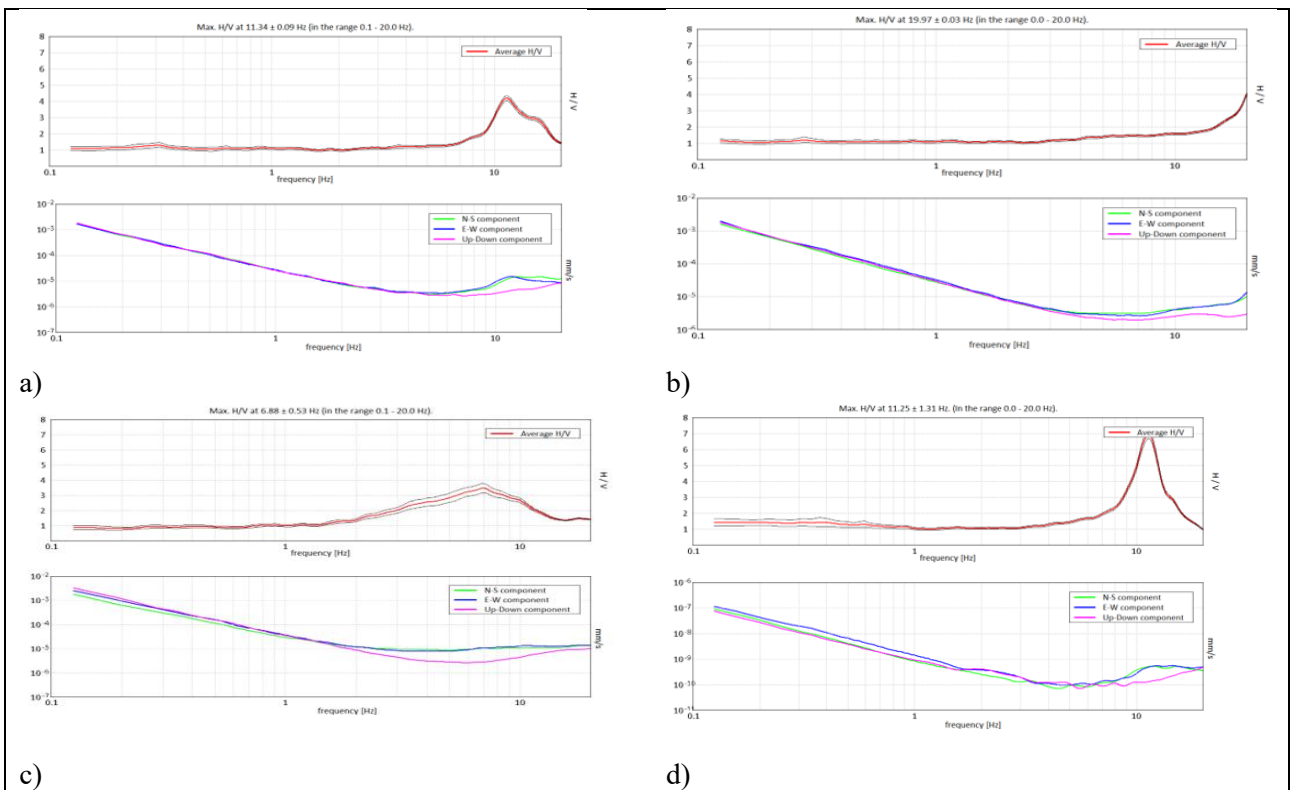 Max. H/V at 11.34 ± 0.09 Hz (in the range 0.1 - 20.0 Hz).
8
Average H/V
7
6
5
4
3
2
1
H / V
0.1
1
10
frequency [Hz]
10⁻²
N-S component
E-W component
Up-Down component
10⁻³
10⁻⁴
10⁻⁵
10⁻⁶
10⁻⁷
mm/s
0.1
1
10
frequency [Hz]
a)
Max. H/V at 19.97 ± 0.03 Hz (in the range 0.0 - 20.0 Hz).
8
Average H/V
7
6
5
4
3
2
1
H / V
0.1
1
10
frequency [Hz]
10⁻²
N-S component
E-W component
Up-Down component
10⁻³
10⁻⁴
10⁻⁵
10⁻⁶
mm/s
0.1
1
10
frequency [Hz]
b)
Max. H/V at 6.88 ± 0.53 Hz (in the range 0.1 - 20.0 Hz).
8
Average H/V
7
6
5
4
3
2
1
H / V
0.1
1
10
frequency [Hz]
10⁻²
N-S component
E-W component
Up-Down component
10⁻³
10⁻⁴
10⁻⁵
10⁻⁶
10⁻⁷
mm/s
0.1
1
10
frequency [Hz]
c)
Max. H/V at 11.25 ± 1.31 Hz. (In the range 0.0 - 20.0 Hz).
8
Average H/V
7
6
5
4
3
2
1
H / V
0.1
1
10
frequency [Hz]
10⁻⁶
N-S component
E-W component
Up-Down component
10⁻⁷
10⁻⁸
10⁻⁹
10⁻¹⁰
10⁻¹¹
mm/s
0.1
1
10
frequency [Hz]
d)